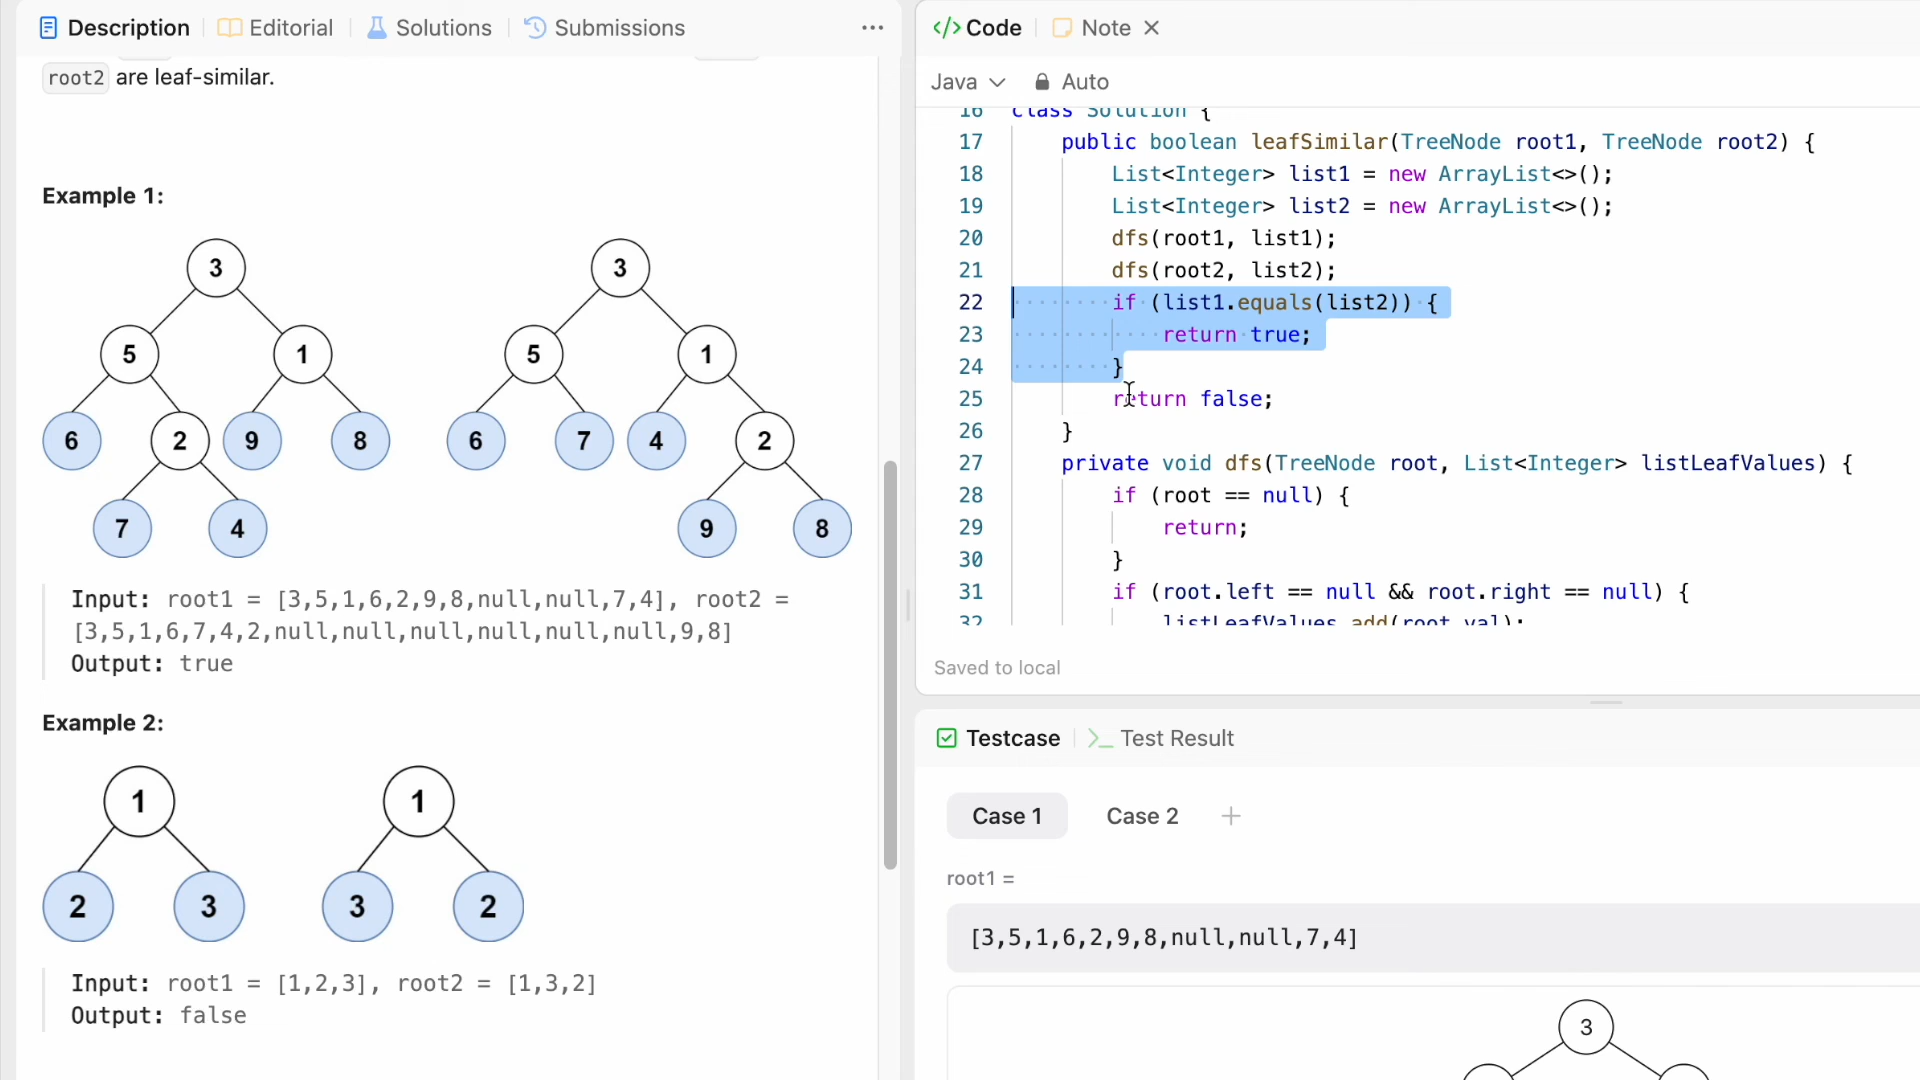 Description
Editorial
Solutions
Submissions
root2 are leaf-similar.
Example 1:
3
5 1
6 2 9 8
7 4
3
5 1
6 7 4 2
9 8
Input: root1 = [3,5,1,6,2,9,8,null,null,7,4], root2 =
[3,5,1,6,7,4,2,null,null,null,null,null,null,9,8]
Output: true
Example 2:
1
2 3
1
3 2
Input: root1 = [1,2,3], root2 = [1,3,2]
Output: false
</> Code
Note
Java
Auto
16 class Solution {
17 public boolean leafSimilar(TreeNode root1, TreeNode root2) {
18 List<Integer> list1 = new ArrayList<>();
19 List<Integer> list2 = new ArrayList<>();
20 dfs(root1, list1);
21 dfs(root2, list2);
22 if (list1.equals(list2)) {
23 return true;
24 }
25 return false;
26 }
27 private void dfs(TreeNode root, List<Integer> listLeafValues) {
28 if (root == null) {
29 return;
30 }
31 if (root.left == null && root.right == null) {
32 listLeafValues.add(root.val);
Saved to local
Testcase
Test Result
Case 1
Case 2
root1 =
[3,5,1,6,2,9,8,null,null,7,4]
3